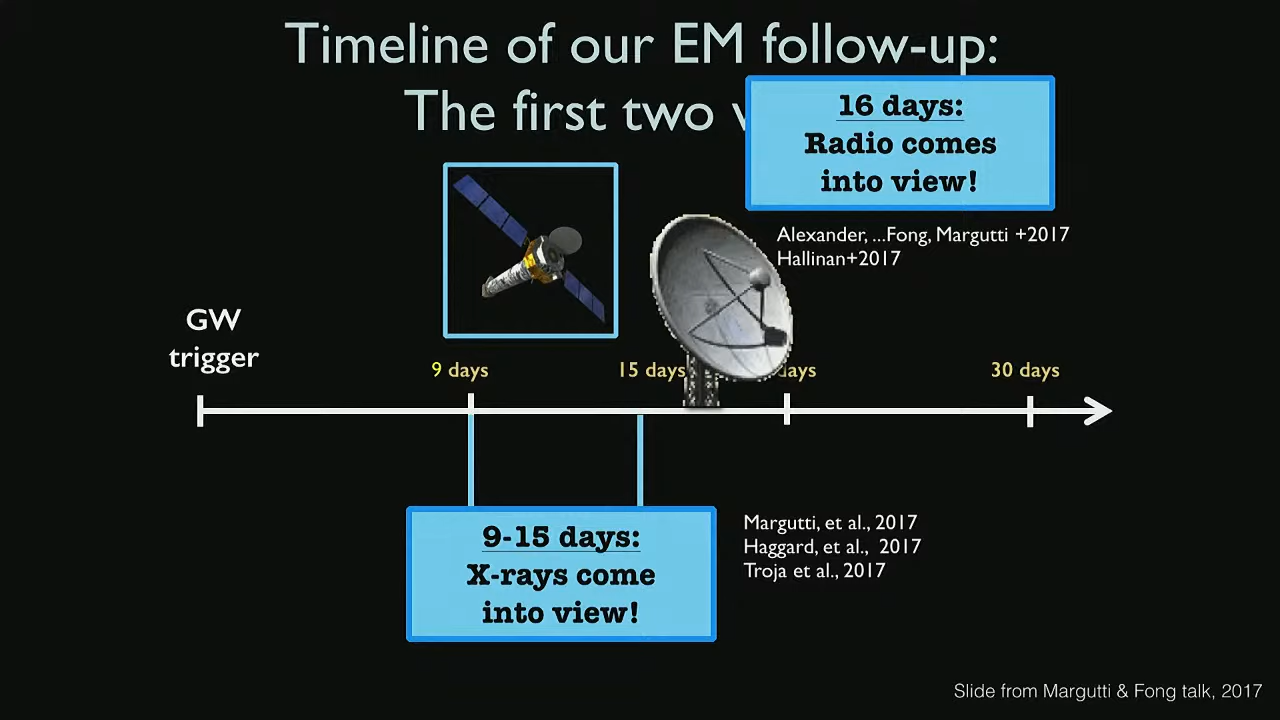 Timeline of our EM follow-up:
The first two
16 days:
Radio comes
into view!
Alexander, ...Fong, Margutti +2017
Hallinan+2017
GW
trigger
9 days
15 days
30 days
9-15 days:
X-rays come
into view!
Margutti, et al., 2017
Haggard, et al., 2017
Troja et al., 2017
Slide from Margutti & Fong talk, 2017